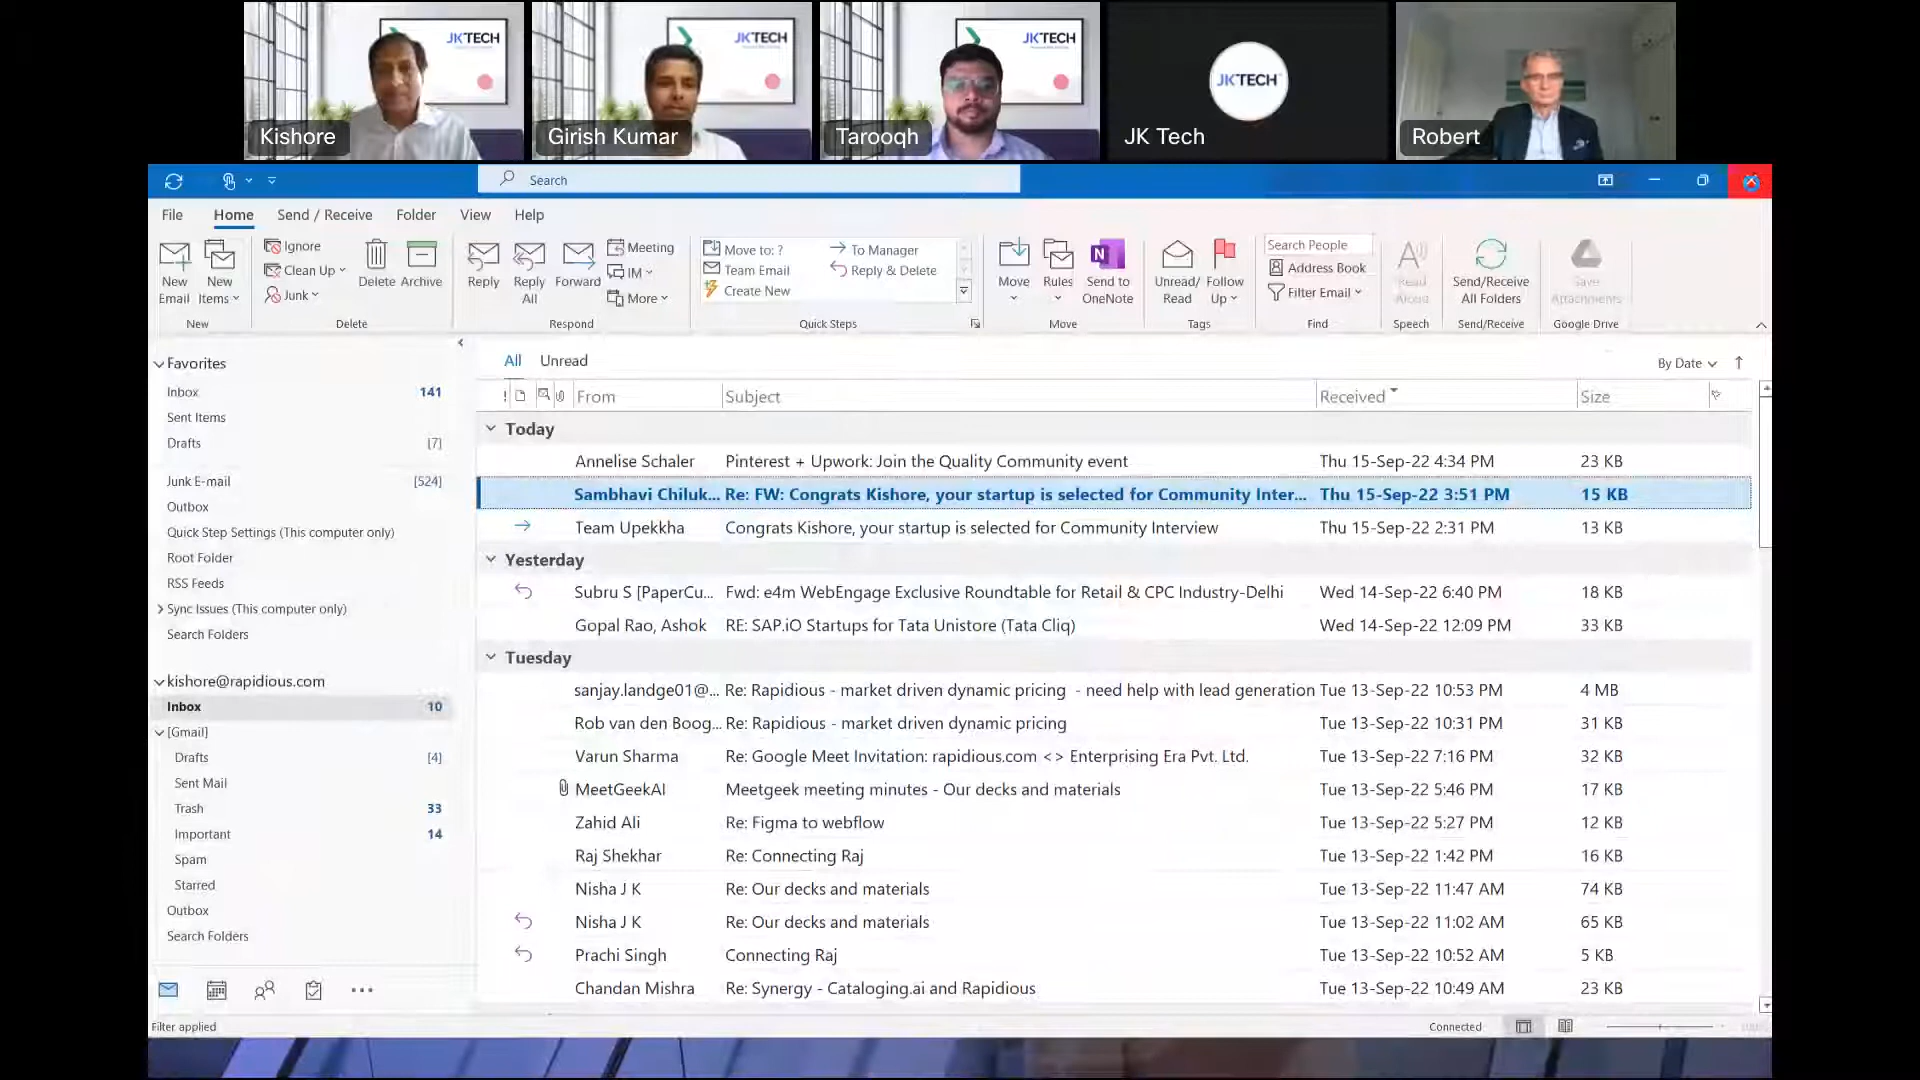 JKTECH
JKTECH
JKTECH
JKTECH
Kishore
Girish Kumar
Tarooqh
JK Tech
Robert
Search
File Home Send / Receive Folder View Help
New Email
New Items
Ignore
Clean Up
Junk
Delete
Archive
Reply
Reply All
Forward
Meeting
IM
More
Move to: ?
Team Email
Create New
To Manager
Reply & Delete
Move
Rules
Send to OneNote
Unread/ Read
Follow Up
Search People
Address Book
Filter Email
Read Aloud
Send/Receive All Folders
Save Attachments
New Delete Respond Quick Steps Move Tags Find Speech Send/Receive Google Drive
Favorites
Inbox 141
Sent Items
Drafts [7]
Junk E-mail [524]
Outbox
Quick Step Settings (This computer only)
Root Folder
RSS Feeds
Sync Issues (This computer only)
Search Folders
kishore@rapidious.com
Inbox 10
[Gmail]
Drafts [4]
Sent Mail
Trash 33
Important 14
Spam
Starred
Outbox
Search Folders
All Unread By Date
! From Subject Received Size
Today
Annelise Schaler Pinterest + Upwork: Join the Quality Community event Thu 15-Sep-22 4:34 PM 23 KB
Sambhavi Chiluk... Re: FW: Congrats Kishore, your startup is selected for Community Inter... Thu 15-Sep-22 3:51 PM 15 KB
Team Upekkha Congrats Kishore, your startup is selected for Community Interview Thu 15-Sep-22 2:31 PM 13 KB
Yesterday
Subru S [PaperCu... Fwd: e4m WebEngage Exclusive Roundtable for Retail & CPC Industry-Delhi Wed 14-Sep-22 6:40 PM 18 KB
Gopal Rao, Ashok RE: SAP.iO Startups for Tata Unistore (Tata Cliq) Wed 14-Sep-22 12:09 PM 33 KB
Tuesday
sanjay.landge01@... Re: Rapidious - market driven dynamic pricing - need help with lead generation Tue 13-Sep-22 10:53 PM 4 MB
Rob van den Boog... Re: Rapidious - market driven dynamic pricing Tue 13-Sep-22 10:31 PM 31 KB
Varun Sharma Re: Google Meet Invitation: rapidious.com <> Enterprising Era Pvt. Ltd. Tue 13-Sep-22 7:16 PM 32 KB
MeetGeekAI Meetgeek meeting minutes - Our decks and materials Tue 13-Sep-22 5:46 PM 17 KB
Zahid Ali Re: Figma to webflow Tue 13-Sep-22 5:27 PM 12 KB
Raj Shekhar Re: Connecting Raj Tue 13-Sep-22 1:42 PM 16 KB
Nisha J K Re: Our decks and materials Tue 13-Sep-22 11:47 AM 74 KB
Nisha J K Re: Our decks and materials Tue 13-Sep-22 11:02 AM 65 KB
Prachi Singh Connecting Raj Tue 13-Sep-22 10:52 AM 5 KB
Chandan Mishra Re: Synergy - Cataloging.ai and Rapidious Tue 13-Sep-22 10:49 AM 23 KB
Filter applied Connected